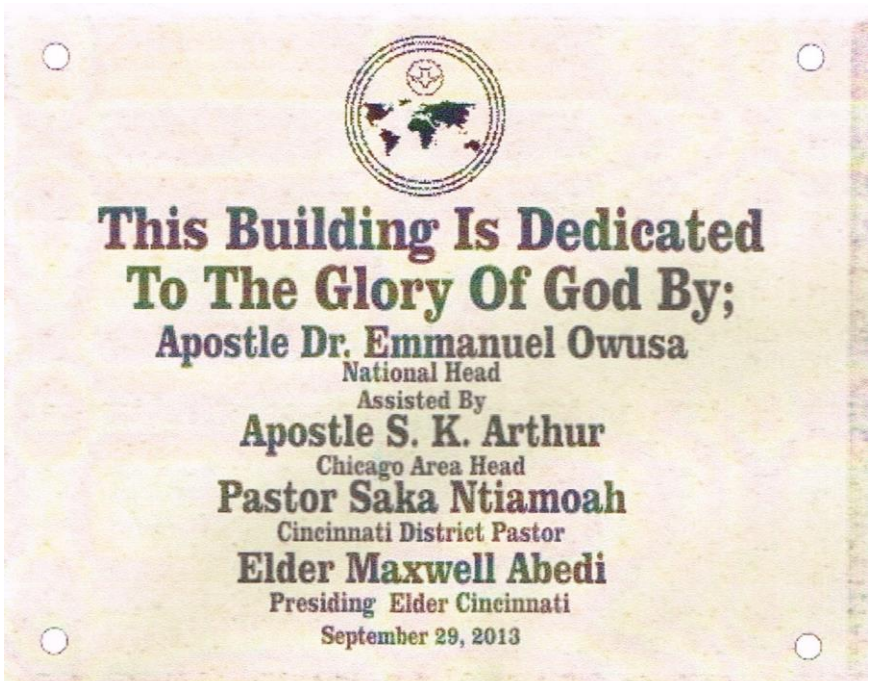 This Building Is Dedicated
To The Glory Of God By;
Apostle Dr. Emmanuel Owusa
National Head
Assisted By
Apostle S. K. Arthur
Chicago Area Head
Pastor Saka Ntiamoah
Cincinnati District Pastor
Elder Maxwell Abedi
Presiding Elder Cincinnati
September 29, 2013